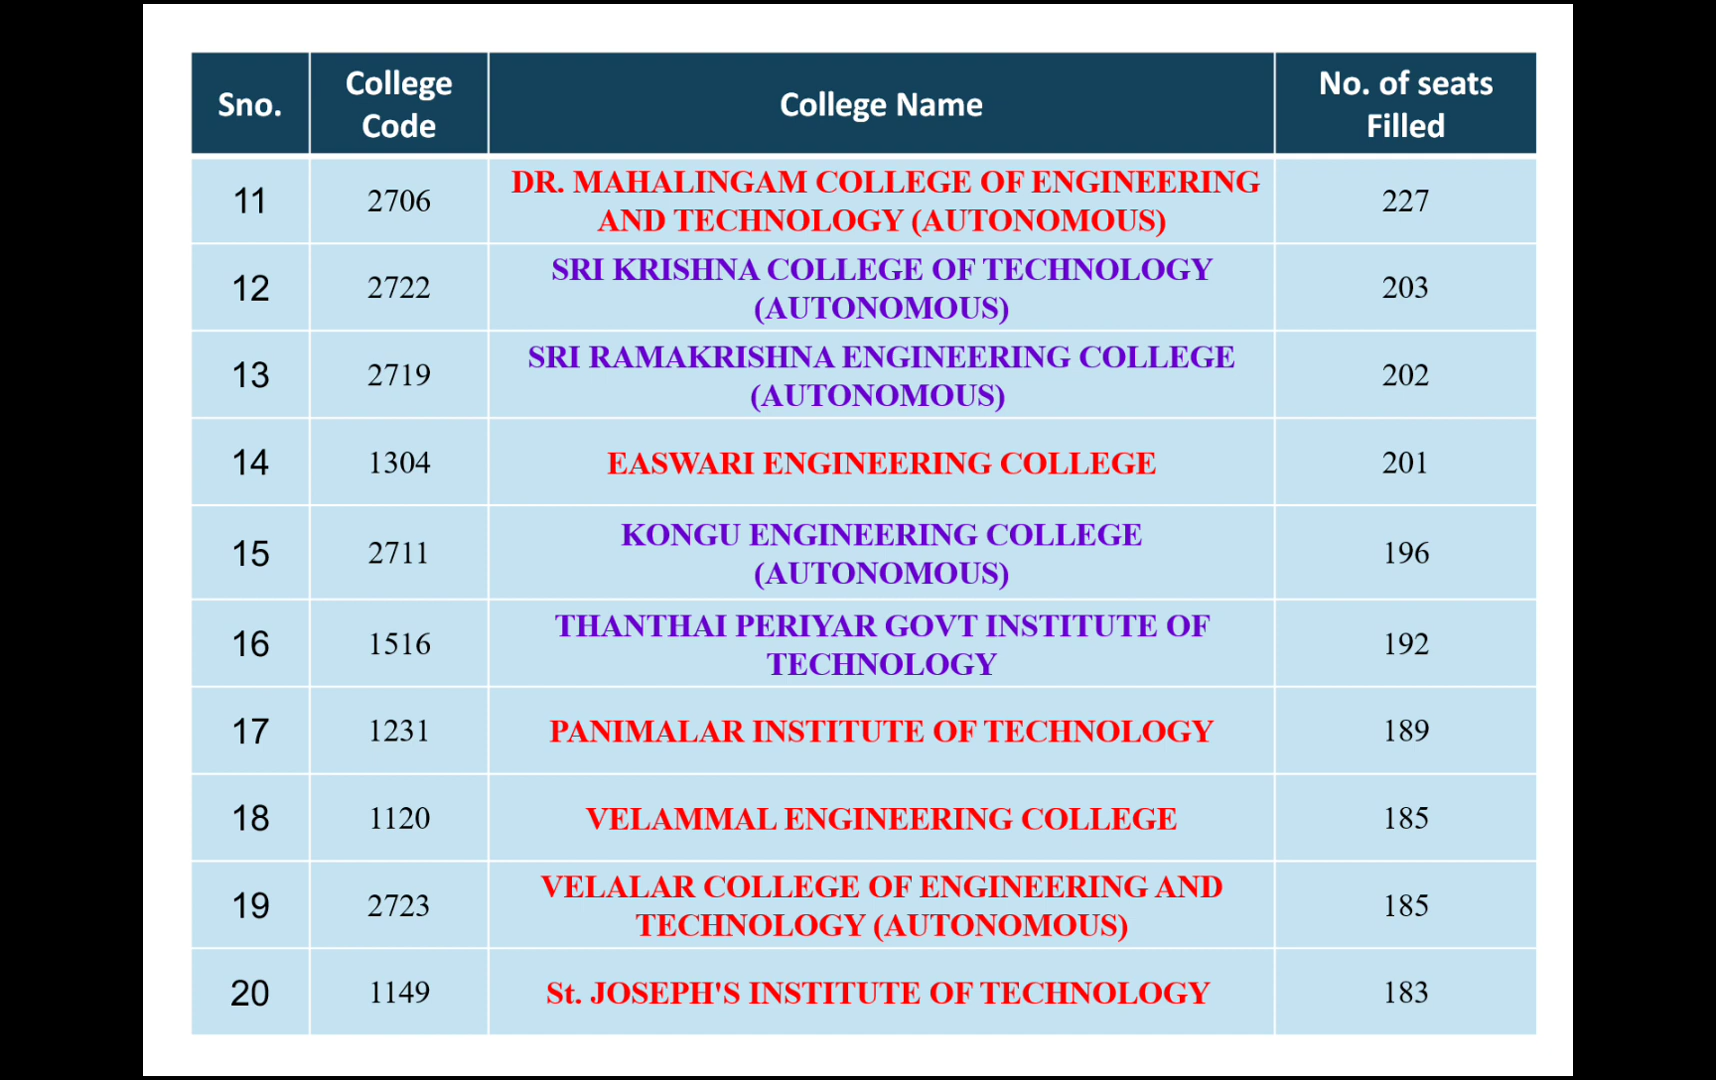 Sno.
College
Code
College Name
No. of seats
Filled
11
2706
DR. MAHALINGAM COLLEGE OF ENGINEERING
AND TECHNOLOGY (AUTONOMOUS)
227
12
2722
SRI KRISHNA COLLEGE OF TECHNOLOGY
(AUTONOMOUS)
203
13
2719
SRI RAMAKRISHNA ENGINEERING COLLEGE
(AUTONOMOUS)
202
14
1304
EASWARI ENGINEERING COLLEGE
201
15
2711
KONGU ENGINEERING COLLEGE
(AUTONOMOUS)
196
16
1516
THANTHAI PERIYAR GOVT INSTITUTE OF
TECHNOLOGY
192
17
1231
PANIMALAR INSTITUTE OF TECHNOLOGY
189
18
1120
VELAMMAL ENGINEERING COLLEGE
185
19
2723
VELALAR COLLEGE OF ENGINEERING AND
TECHNOLOGY (AUTONOMOUS)
185
20
1149
St. JOSEPH'S INSTITUTE OF TECHNOLOGY
183